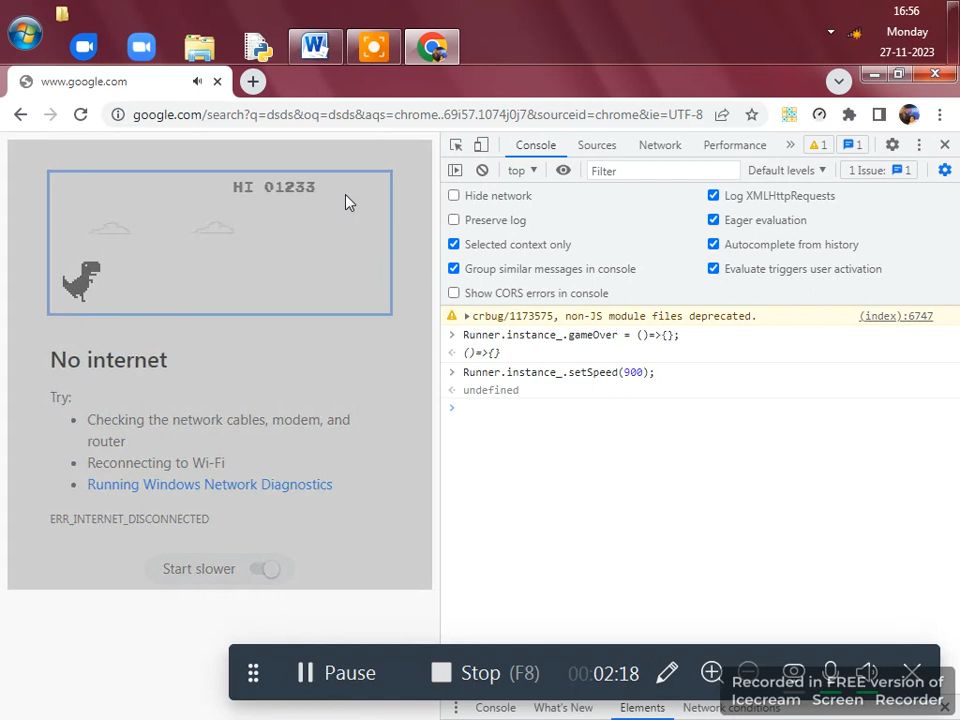 16:56
Monday
27-11-2023
www.google.com
google.com/search?q=dsds&oq=dsds&aqs=chrome..69i57.1074j0j7&sourceid=chrome&ie=UTF-8
HI 01233
No internet
Try:
Checking the network cables, modem, and
router
Reconnecting to Wi-Fi
Running Windows Network Diagnostics
ERR_INTERNET_DISCONNECTED
Start slower
Console Sources Network Performance » 1 1
top Filter Default levels 1 Issue: 1
Hide network Log XMLHttpRequests
Preserve log Eager evaluation
Selected context only Autocomplete from history
Group similar messages in console Evaluate triggers user activation
Show CORS errors in console
crbug/1173575, non-JS module files deprecated. (index):6747
Runner.instance_.gameOver = ()=>{};
()=>{}
Runner.instance_.setSpeed(900);
undefined
Pause Stop (F8) 00:02:18
Recorded in FREE version of
Icecream Screen Recorder
Console What's New Elements Network conditions